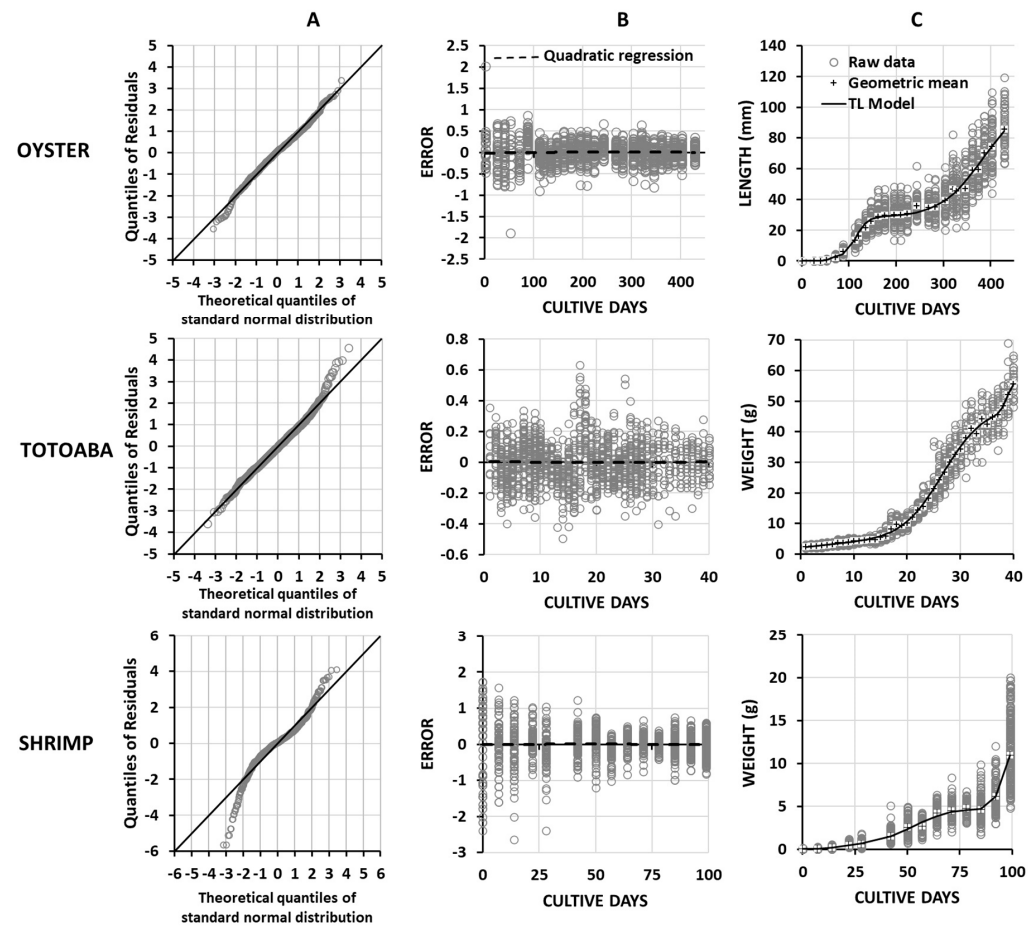 A
B
C
OYSTER
Quantiles of Residuals
5
4
3
2
1
0
-1
-2
-3
-4
-5
-5 -4 -3 -2 -1 0 1 2 3 4 5
Theoretical quantiles of
standard normal distribution
ERROR
2.5
2
1.5
1
0.5
0
-0.5
-1
-1.5
-2
-2.5
Quadratic regression
0 100 200 300 400
CULTIVE DAYS
LENGTH (mm)
140
120
100
80
60
40
20
0
Raw data
Geometric mean
TL Model
0 100 200 300 400
CULTIVE DAYS
TOTOABA
Quantiles of Residuals
5
4
3
2
1
0
-1
-2
-3
-4
-5
-5 -4 -3 -2 -1 0 1 2 3 4 5
Theoretical quantiles of
standard normal distribution
ERROR
0.8
0.6
0.4
0.2
0
-0.2
-0.4
-0.6
0 10 20 30 40
CULTIVE DAYS
WEIGHT (g)
70
60
50
40
30
20
10
0
0 10 20 30 40
CULTIVE DAYS
SHRIMP
Quantiles of Residuals
6
4
2
0
-2
-4
-6
-6 -5 -4 -3 -2 -1 0 1 2 3 4 5 6
Theoretical quantiles of
standard normal distribution
ERROR
3
2
1
0
-1
-2
-3
0 25 50 75 100
CULTIVE DAYS
WEIGHT (g)
25
20
15
10
5
0
0 25 50 75 100
CULTIVE DAYS